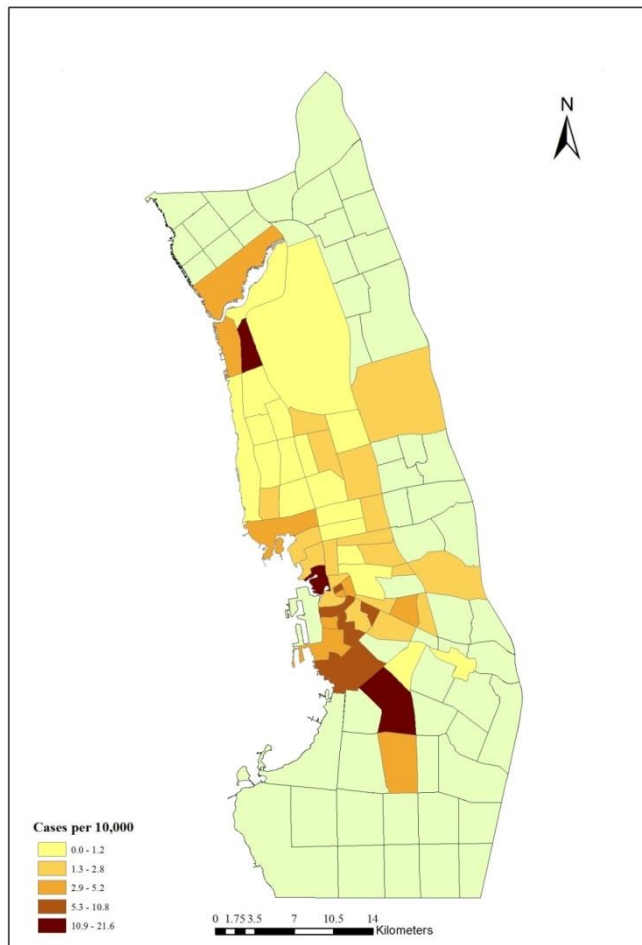 N
Cases per 10,000
0.0 - 1.2
1.3 - 2.8
2.9 - 5.2
5.3 - 10.8
10.9 - 21.6
0 1.75 3.5 7 10.5 14
Kilometers